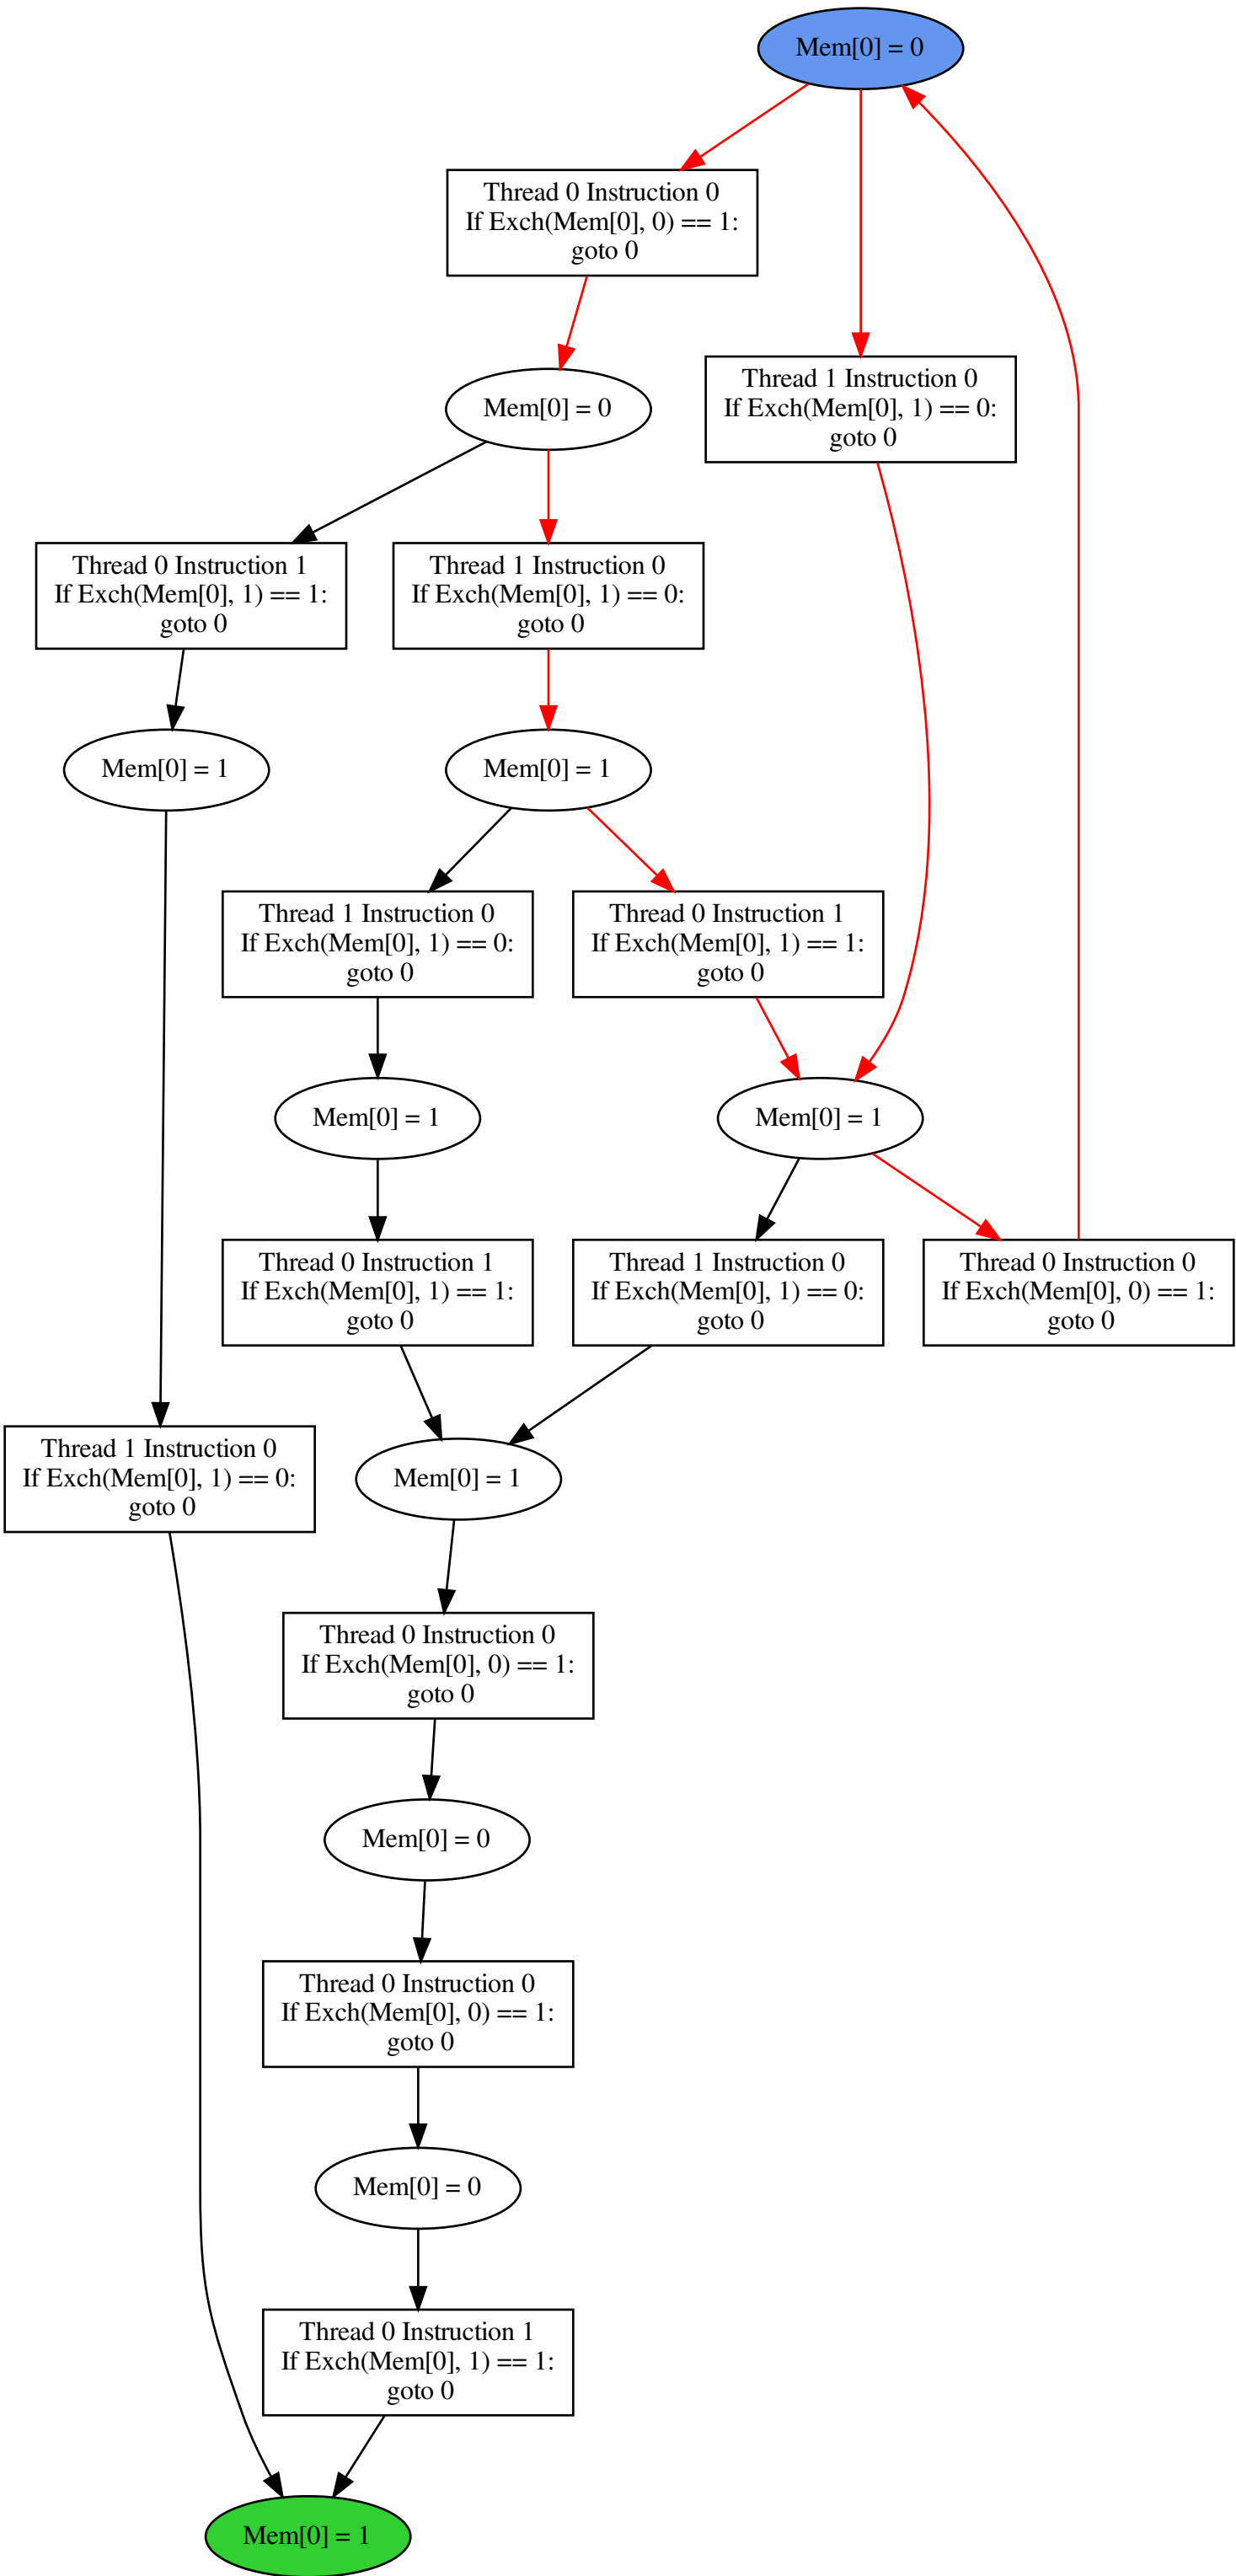 Mem[0] = 0
Thread 0 Instruction 0
If Exch(Mem[0], 0) == 1:
goto 0
Mem[0] = 0
Thread 1 Instruction 0
If Exch(Mem[0], 1) == 0:
goto 0
Thread 0 Instruction 1
If Exch(Mem[0], 1) == 1:
goto 0
Thread 1 Instruction 0
If Exch(Mem[0], 1) == 0:
goto 0
Mem[0] = 1
Mem[0] = 1
Thread 1 Instruction 0
If Exch(Mem[0], 1) == 0:
goto 0
Thread 0 Instruction 1
If Exch(Mem[0], 1) == 1:
goto 0
Mem[0] = 1
Mem[0] = 1
Thread 0 Instruction 1
If Exch(Mem[0], 1) == 1:
goto 0
Thread 1 Instruction 0
If Exch(Mem[0], 1) == 0:
goto 0
Thread 0 Instruction 0
If Exch(Mem[0], 0) == 1:
goto 0
Thread 1 Instruction 0
If Exch(Mem[0], 1) == 0:
goto 0
Mem[0] = 1
Thread 0 Instruction 0
If Exch(Mem[0], 0) == 1:
goto 0
Mem[0] = 0
Thread 0 Instruction 0
If Exch(Mem[0], 0) == 1:
goto 0
Mem[0] = 0
Thread 0 Instruction 1
If Exch(Mem[0], 1) == 1:
goto 0
Mem[0] = 1